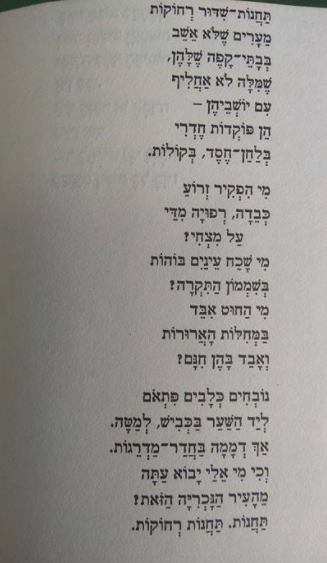 תַּחֲנוֹת־שִׁדּוּר רְחוֹקוֹת
מֵעָרִים שֶׁלֹּא אֵשֵׁב
בְּבָתֵּי־קָפֶה שֶׁלָּהֶן,
שֶׁמִּלָּה לֹא אַחֲלִיף
עִם יוֹשְׁבֵיהֶן –
הֵן פּוֹקְדוֹת חֲדָרַי
בְּלַחַן־חֶסֶד, בְּקוֹלוֹת.
מִי הִפְקִיר זְרוֹעַ
כְּבֵדָה, רְפוּיָה מִדַּי
עַל מִצְחִי?
מִי שָׁכַח עֵינַיִם בּוֹהוֹת
בְּשִׁמְמוֹן הַתִּקְרָה?
מִי הַחוּט אִבֵּד
בַּמְּחִלּוֹת הָאֲרוּרוֹת
וְאָבַד בָּהֶן חִנָּם?
נוֹבְחִים כְּלָבִים פִּתְאֹם
לְיַד הַשַּׁעַר בַּכְּבִישׁ, לְמַטָּה.
אַךְ דְּמָמָה בַּחֲדַר־מַדְרֵגוֹת.
וְכִי מִי אֵלַי יָבוֹא עַתָּה
מֵהָעִיר הַנָּכְרִיָּה הַזֹּאת?
תַּחֲנוֹת. תַּחֲנוֹת רְחוֹקוֹת.